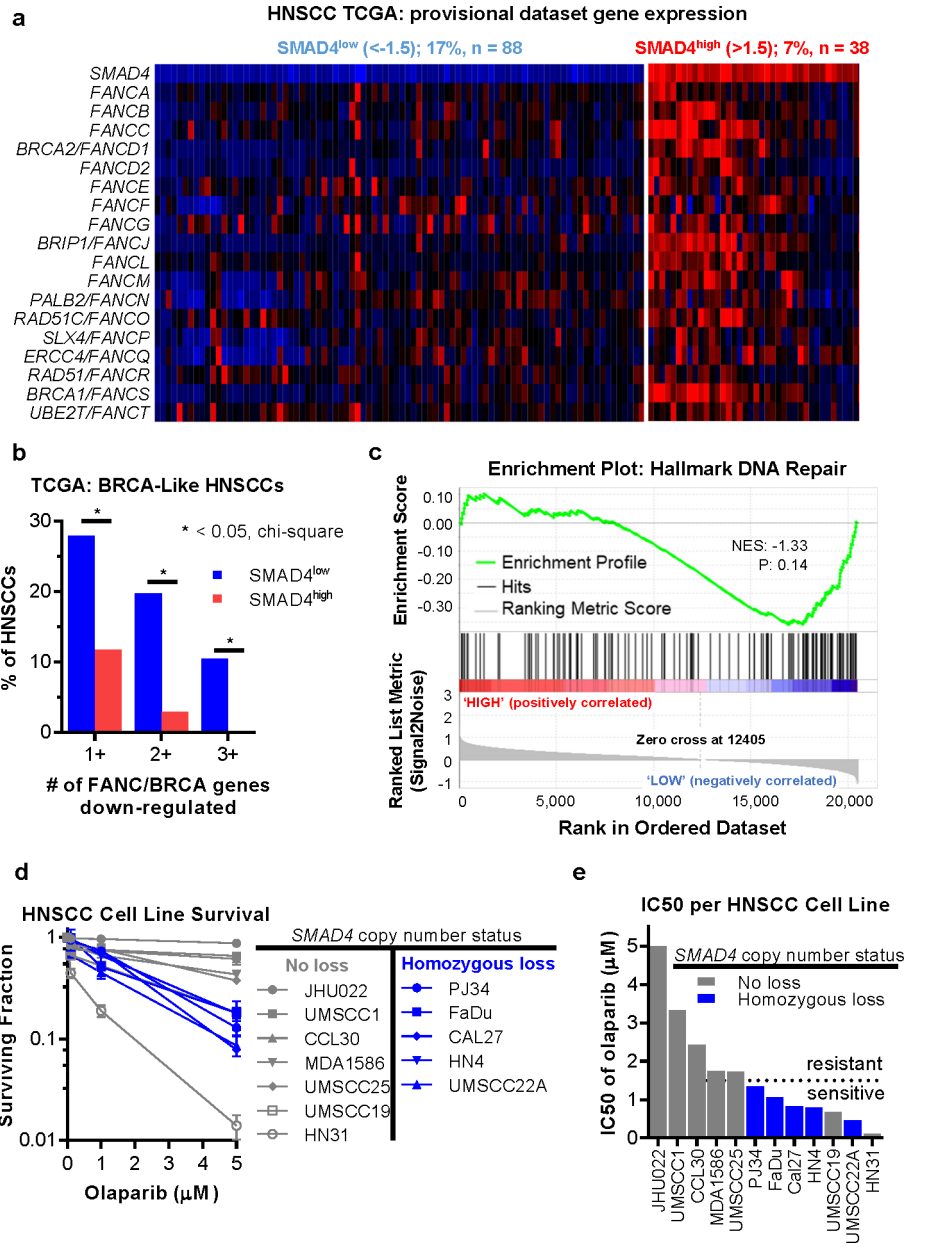 a
HNSCC TCGA: provisional dataset gene expression
SMAD4low (<-1.5); 17%, n = 88
SMAD4high (>1.5); 7%, n = 38
SMAD4
FANCA
FANCB
FANCC
BRCA2/FANCD1
FANCD2
FANCE
FANCF
FANCG
BRIP1/FANCJ
FANCL
FANCM
PALB2/FANCN
RAD51C/FANCO
SLX4/FANCP
ERCC4/FANCQ
RAD51/FANCR
BRCA1/FANCS
UBE2T/FANCT
b
TCGA: BRCA-Like HNSCCs
% of HNSCCs
30
20
10
0
* * *
* < 0.05, chi-square
SMAD4low
SMAD4high
1+ 2+ 3+
# of FANC/BRCA genes
down-regulated
c
Enrichment Plot: Hallmark DNA Repair
Enrichment Score
0.10
0.00
-0.10
-0.20
-0.30
NES: -1.33
P: 0.14
Enrichment Profile
Hits
Ranking Metric Score
Ranked List Metric
(Signal2Noise)
3
2
1
0
-1
‘HIGH’ (positively correlated)
Zero cross at 12405
‘LOW’ (negatively correlated)
0 5,000 10,000 15,000 20,000
Rank in Ordered Dataset
d
HNSCC Cell Line Survival
Surviving Fraction
1
0.1
0.01
0 1 2 3 4 5
Olaparib (μM)
SMAD4 copy number status
No loss
JHU022
UMSCC1
CCL30
MDA1586
UMSCC25
UMSCC19
HN31
Homozygous loss
PJ34
FaDu
CAL27
HN4
UMSCC22A
e
IC50 per HNSCC Cell Line
IC50 of olaparib (μM)
5
4
3
2
1
0
SMAD4 copy number status
No loss
Homozygous loss
resistant
sensitive
JHU022
UMSCC1
CCL30
MDA1586
UMSCC25
PJ34
FaDu
Cal27
HN4
UMSCC19
UMSCC22A
HN31